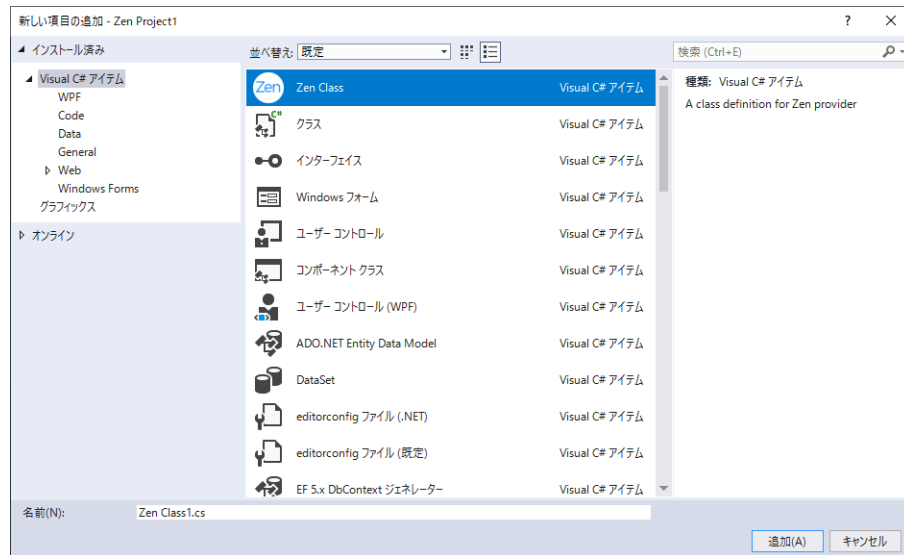 新しい項目の追加 - Zen Project1 ? ×
インストール済み
並べ替え: 既定
検索 (Ctrl+E)
Visual C# アイテム
WPF
Code
Data
General
Web
Windows Forms
グラフィックス
オンライン
Zen Zen Class Visual C# アイテム
C# クラス Visual C# アイテム
インターフェイス Visual C# アイテム
Windows フォーム Visual C# アイテム
ユーザー コントロール Visual C# アイテム
コンポーネント クラス Visual C# アイテム
ユーザー コントロール (WPF) Visual C# アイテム
ADO.NET Entity Data Model Visual C# アイテム
DataSet Visual C# アイテム
editorconfig ファイル (.NET) Visual C# アイテム
editorconfig ファイル (既定) Visual C# アイテム
EF 5.x DbContext ジェネレーター Visual C# アイテム
種類: Visual C# アイテム
A class definition for Zen provider
名前(N): Zen Class1.cs
追加(A) キャンセル